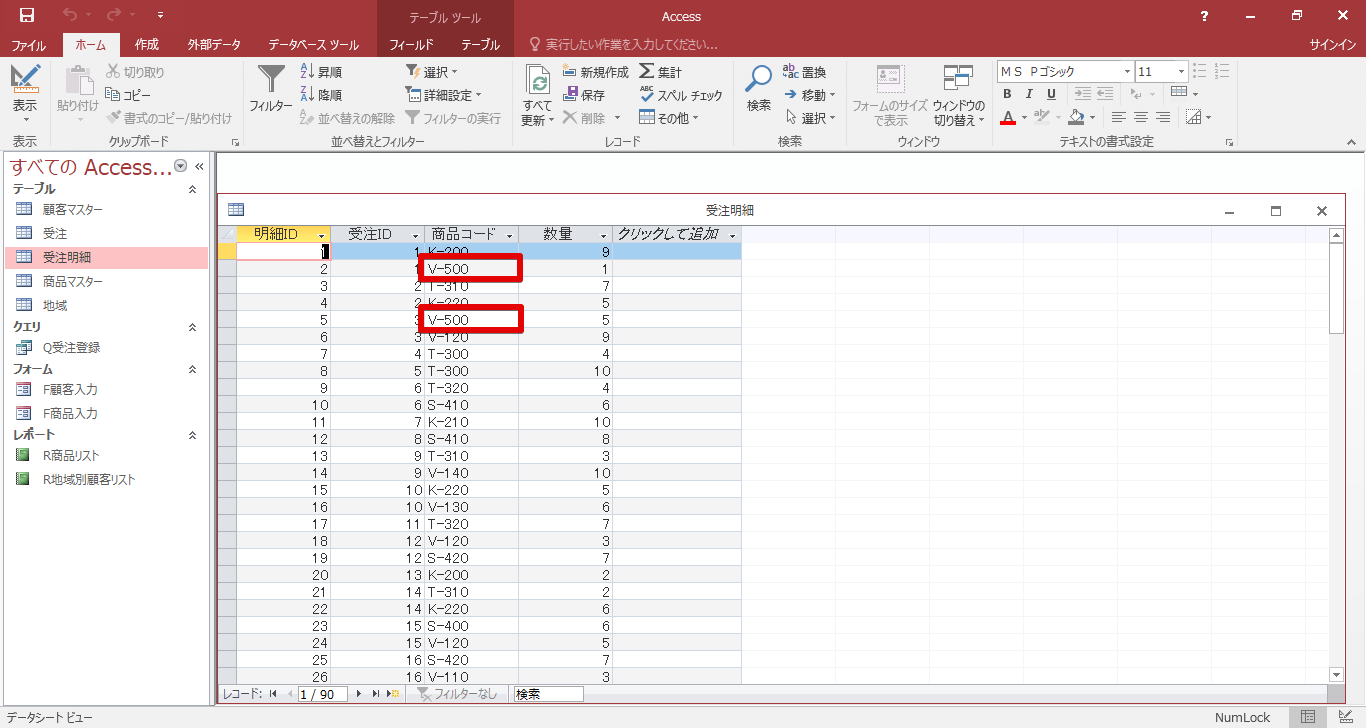 テーブル ツール
Access
?
ファイル ホーム 作成 外部データ データベース ツール フィールド テーブル 実行したい作業を入力してください... サインイン
表示
貼り付け
切り取り
コピー
書式のコピー/貼り付け
フィルター
昇順
降順
並べ替えの解除
選択
詳細設定
フィルターの実行
すべて
更新
新規作成
保存
削除
集計
スペル チェック
その他
検索
置換
移動
選択
フォームのサイズ
で表示
ウィンドウの
切り替え
MS Pゴシック 11
B I U
表示 クリップボード 並べ替えとフィルター レコード 検索 ウィンドウ テキストの書式設定
すべての Access...
テーブル
顧客マスター
受注
受注明細
商品マスター
地域
クエリ
Q受注登録
フォーム
F顧客入力
F商品入力
レポート
R商品リスト
R地域別顧客リスト
受注明細
明細ID 受注ID 商品コード 数量 クリックして追加
1 1 K-200 9
2 1 V-500 1
3 2 T-310 7
4 2 K-220 5
5 3 V-500 5
6 3 V-120 9
7 4 T-300 4
8 5 T-300 10
9 6 T-320 4
10 6 S-410 6
11 7 K-210 10
12 8 S-410 8
13 9 T-310 3
14 9 V-140 10
15 10 K-220 5
16 10 V-130 6
17 11 T-320 7
18 12 V-120 3
19 12 S-420 7
20 13 K-200 2
21 14 T-310 2
22 14 K-220 6
23 15 S-400 6
24 15 V-120 5
25 16 S-420 7
26 16 V-110 3
レコード: 1 / 90 フィルターなし 検索
データシート ビュー NumLock